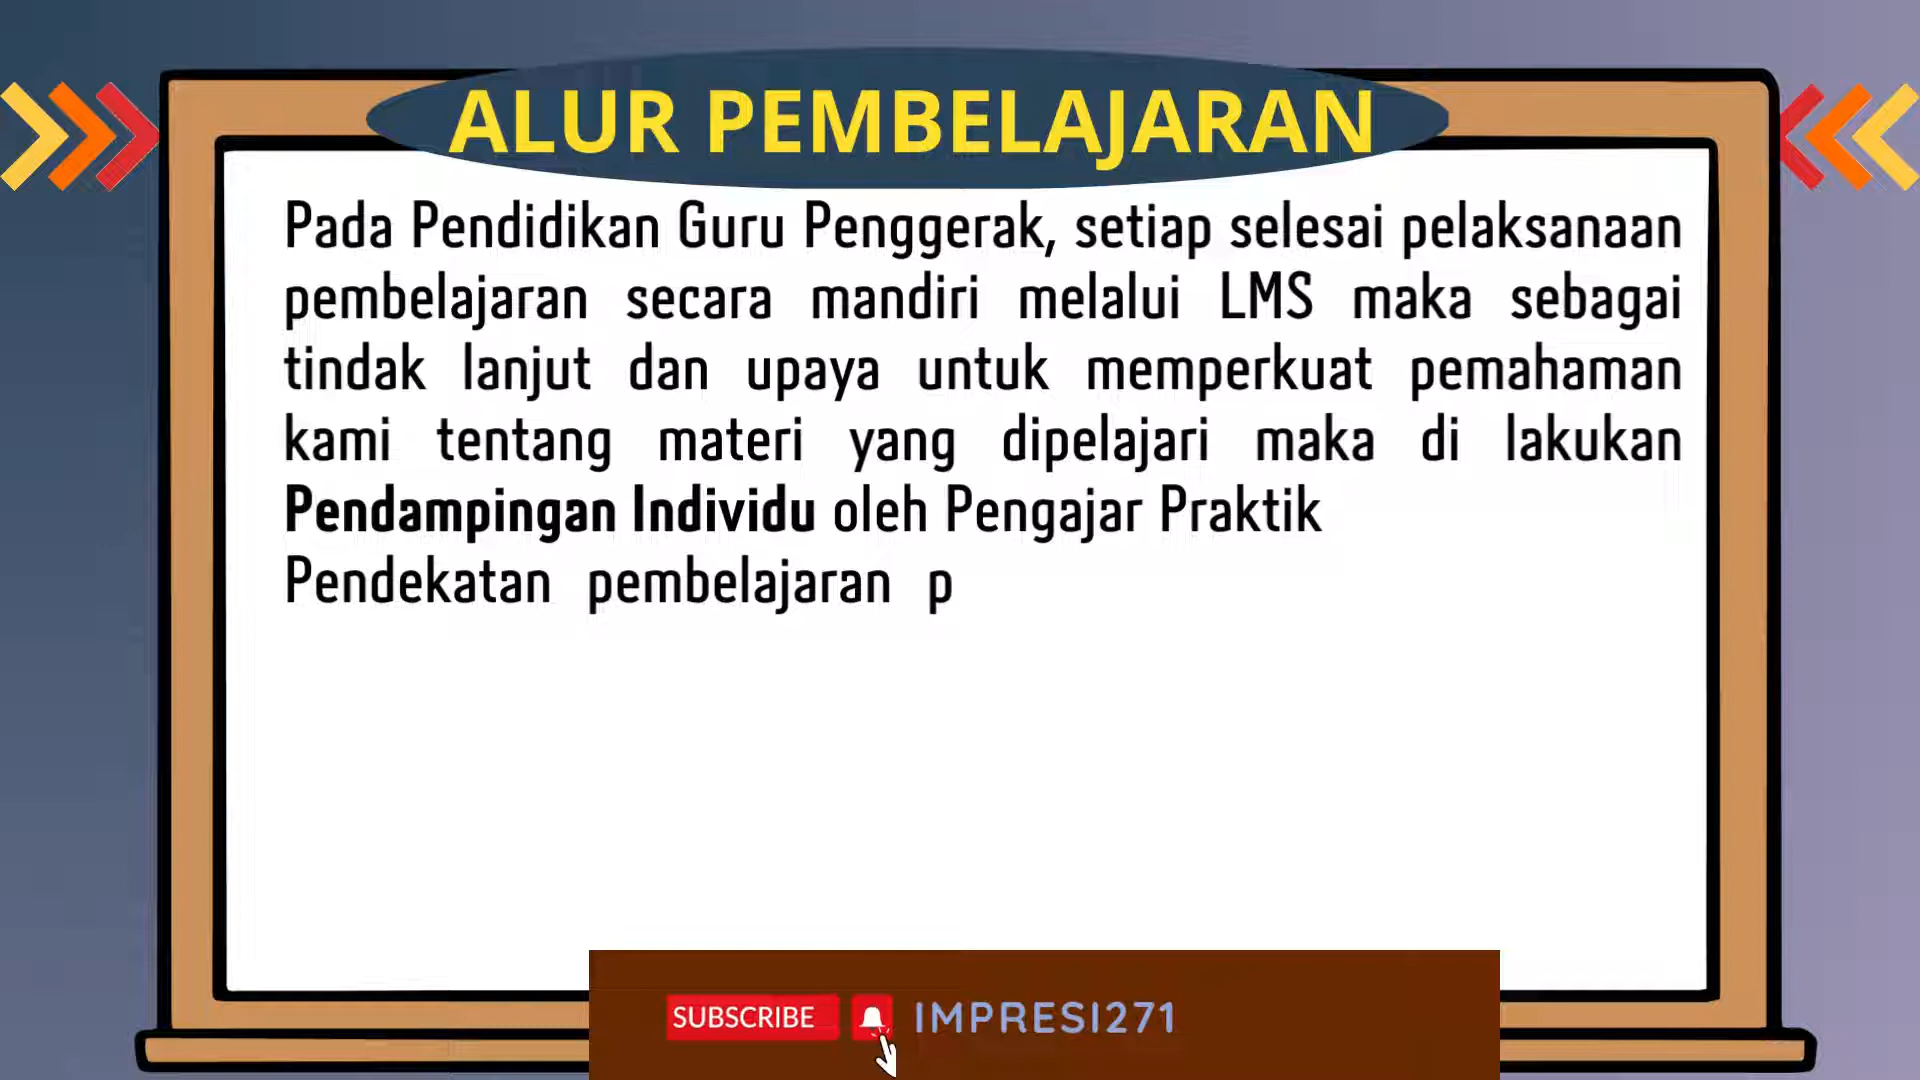 ALUR PEMBELAJARAN
Pada Pendidikan Guru Penggerak, setiap selesai pelaksanaan
pembelajaran secara mandiri melalui LMS maka sebagai
tindak lanjut dan upaya untuk memperkuat pemahaman
kami tentang materi yang dipelajari maka di lakukan
Pendampingan Individu oleh Pengajar Praktik
Pendekatan pembelajaran p
SUBSCRIBE IMPRESI271